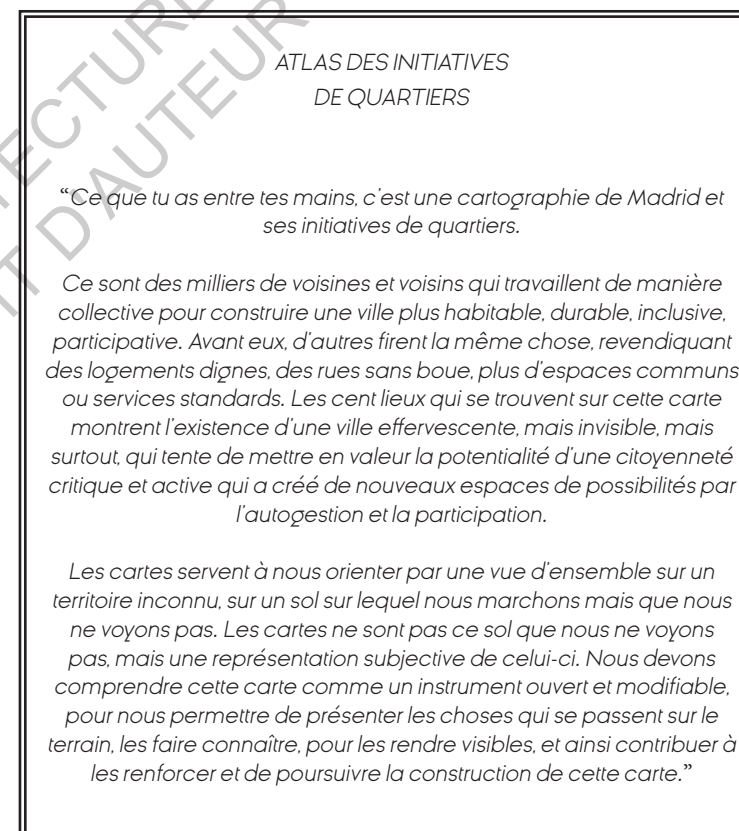 ECTURE
IT D'AUTEUR
ATLAS DES INITIATIVES
DE QUARTIERS
“Ce que tu as entre tes mains, c'est une cartographie de Madrid et
ses initiatives de quartiers.
Ce sont des milliers de voisines et voisins qui travaillent de manière
collective pour construire une ville plus habitable, durable, inclusive,
participative. Avant eux, d'autres firent la même chose, revendiquant
des logements dignes, des rues sans boue, plus d'espaces communs
ou services standards. Les cent lieux qui se trouvent sur cette carte
montrent l'existence d'une ville effervescente, mais invisible, mais
surtout, qui tente de mettre en valeur la potentialité d'une citoyenneté
critique et active qui a créé de nouveaux espaces de possibilités par
l'autogestion et la participation.
Les cartes servent à nous orienter par une vue d'ensemble sur un
territoire inconnu, sur un sol sur lequel nous marchons mais que nous
ne voyons pas. Les cartes ne sont pas ce sol que nous ne voyons
pas, mais une représentation subjective de celui-ci. Nous devons
comprendre cette carte comme un instrument ouvert et modifiable,
pour nous permettre de présenter les choses qui se passent sur le
terrain, les faire connaître, pour les rendre visibles, et ainsi contribuer à
les renforcer et de poursuivre la construction de cette carte.”